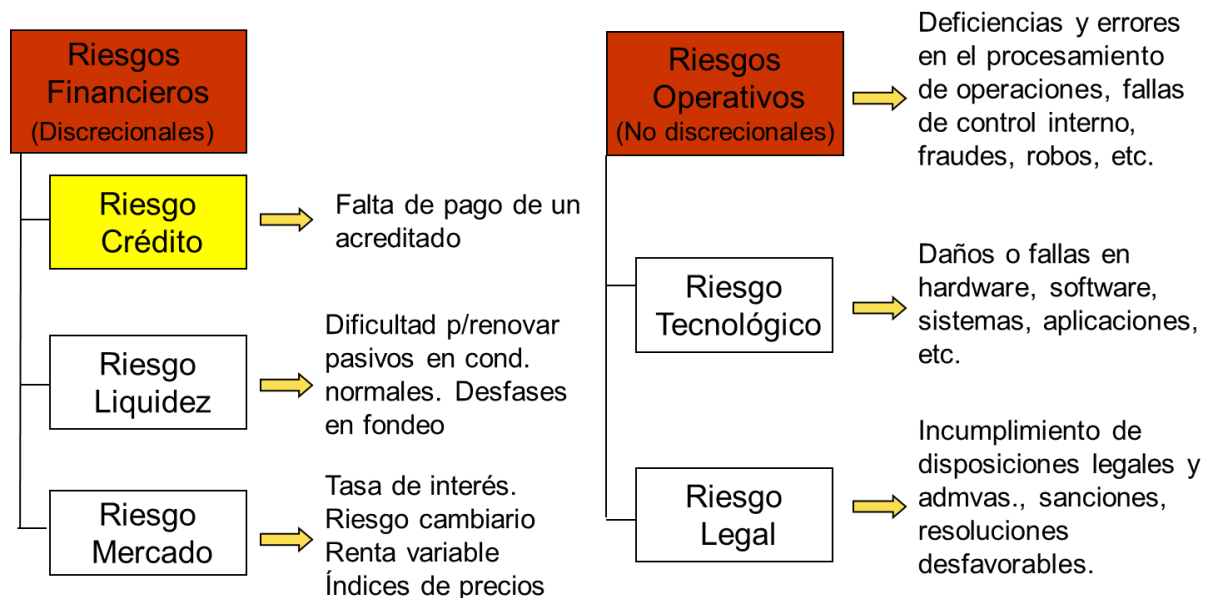 Riesgos
Financieros
(Discrecionales)
Riesgo
Crédito
Falta de pago de un
acreditado
Riesgo
Liquidez
Dificultad p/renovar
pasivos en cond.
normales. Desfases
en fondeo
Riesgo
Mercado
Tasa de interés.
Riesgo cambiario
Renta variable
Índices de precios
Riesgos
Operativos
(No discrecionales)
Deficiencias y errores
en el procesamiento
de operaciones, fallas
de control interno,
fraudes, robos, etc.
Riesgo
Tecnológico
Daños o fallas en
hardware, software,
sistemas, aplicaciones,
etc.
Riesgo
Legal
Incumplimiento de
disposiciones legales y
admvas., sanciones,
resoluciones
desfavorables.